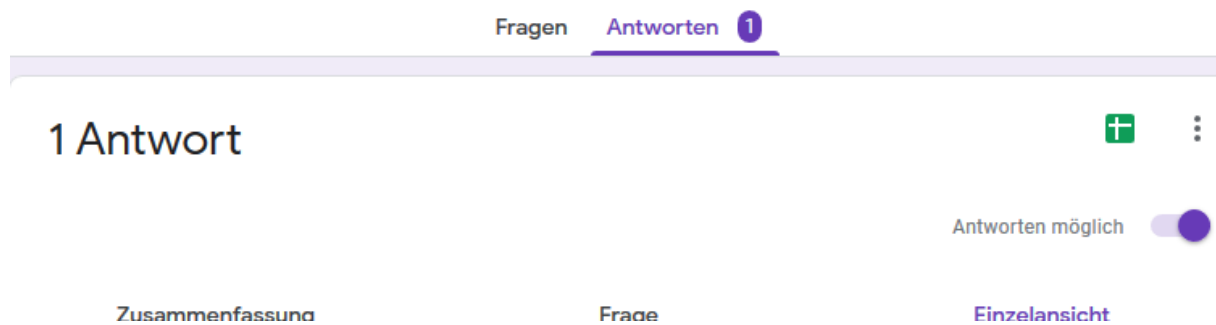 Fragen Antworten 1
1 Antwort
Antworten möglich
Zusammenfassung Frage Einzelansicht